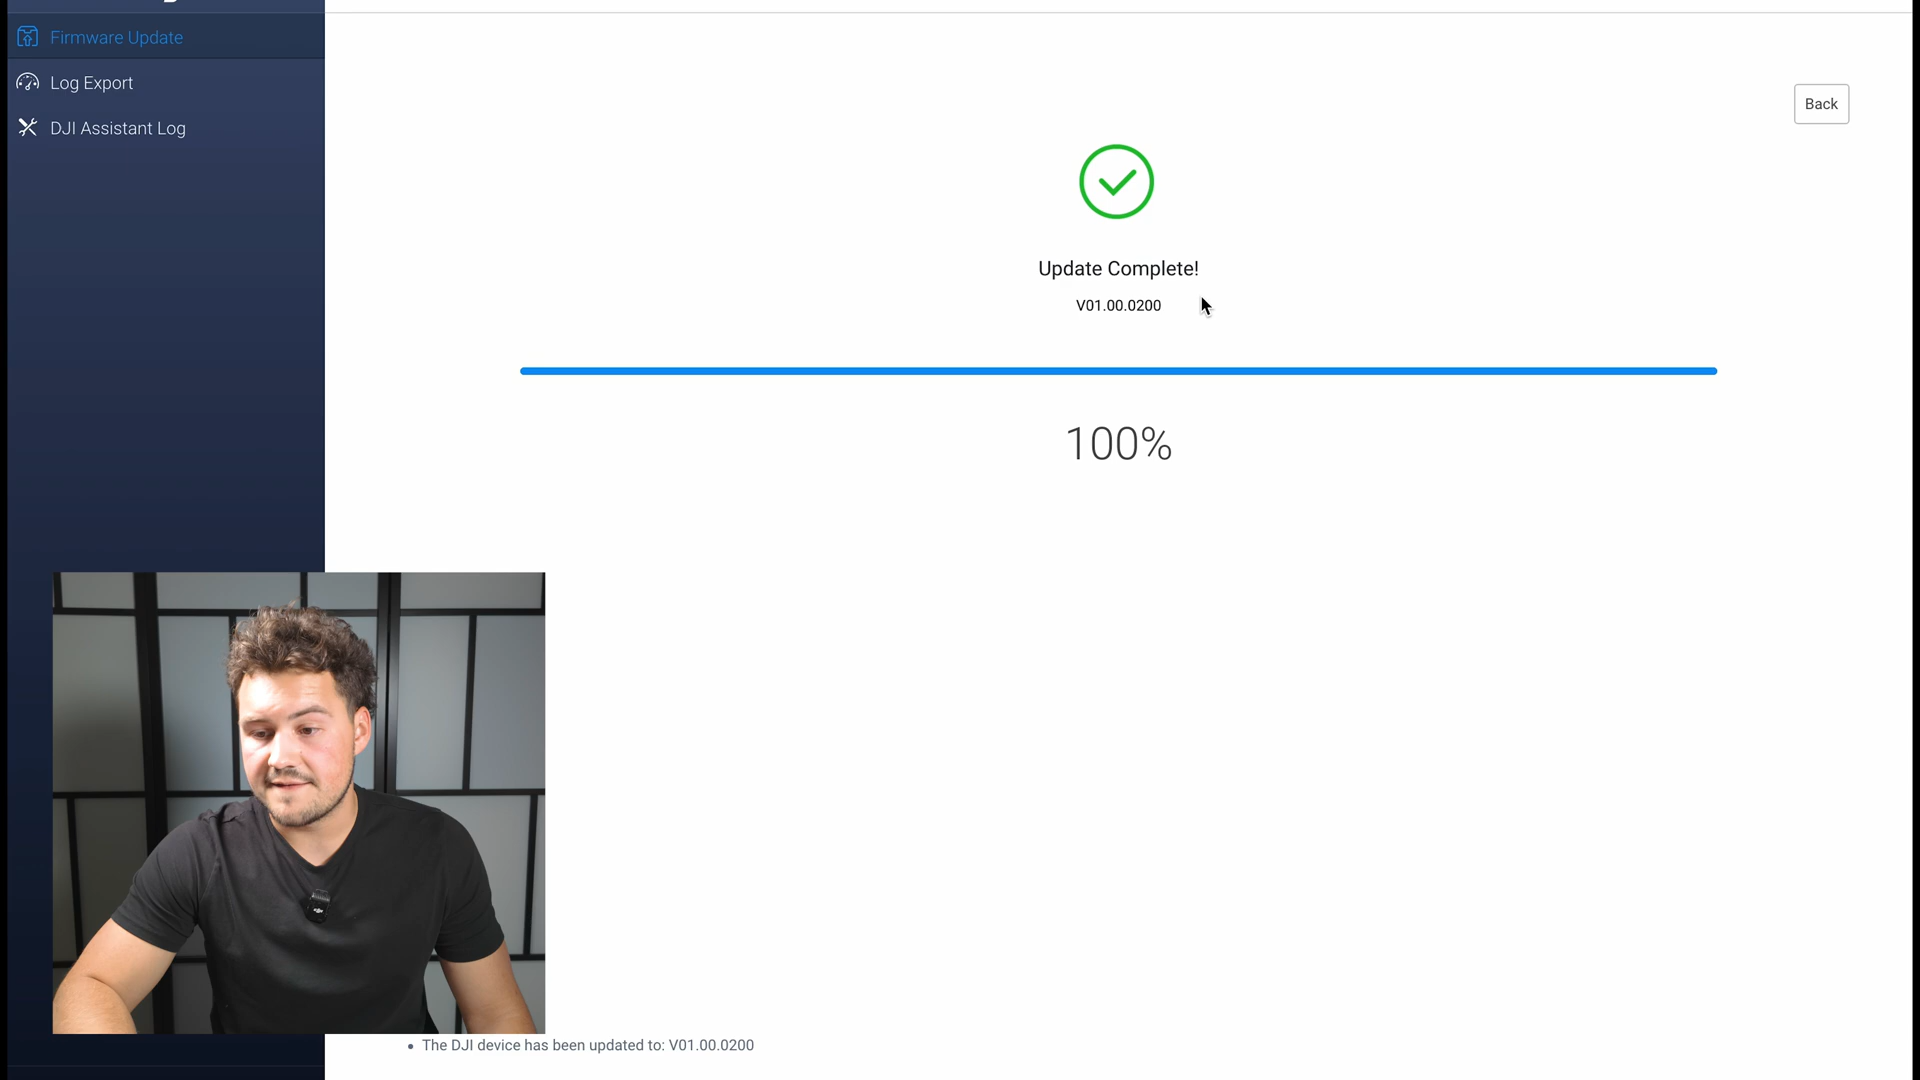 Firmware Update
Log Export
DJI Assistant Log
Back
Update Complete!
V01.00.0200
100%
• The DJI device has been updated to: V01.00.0200